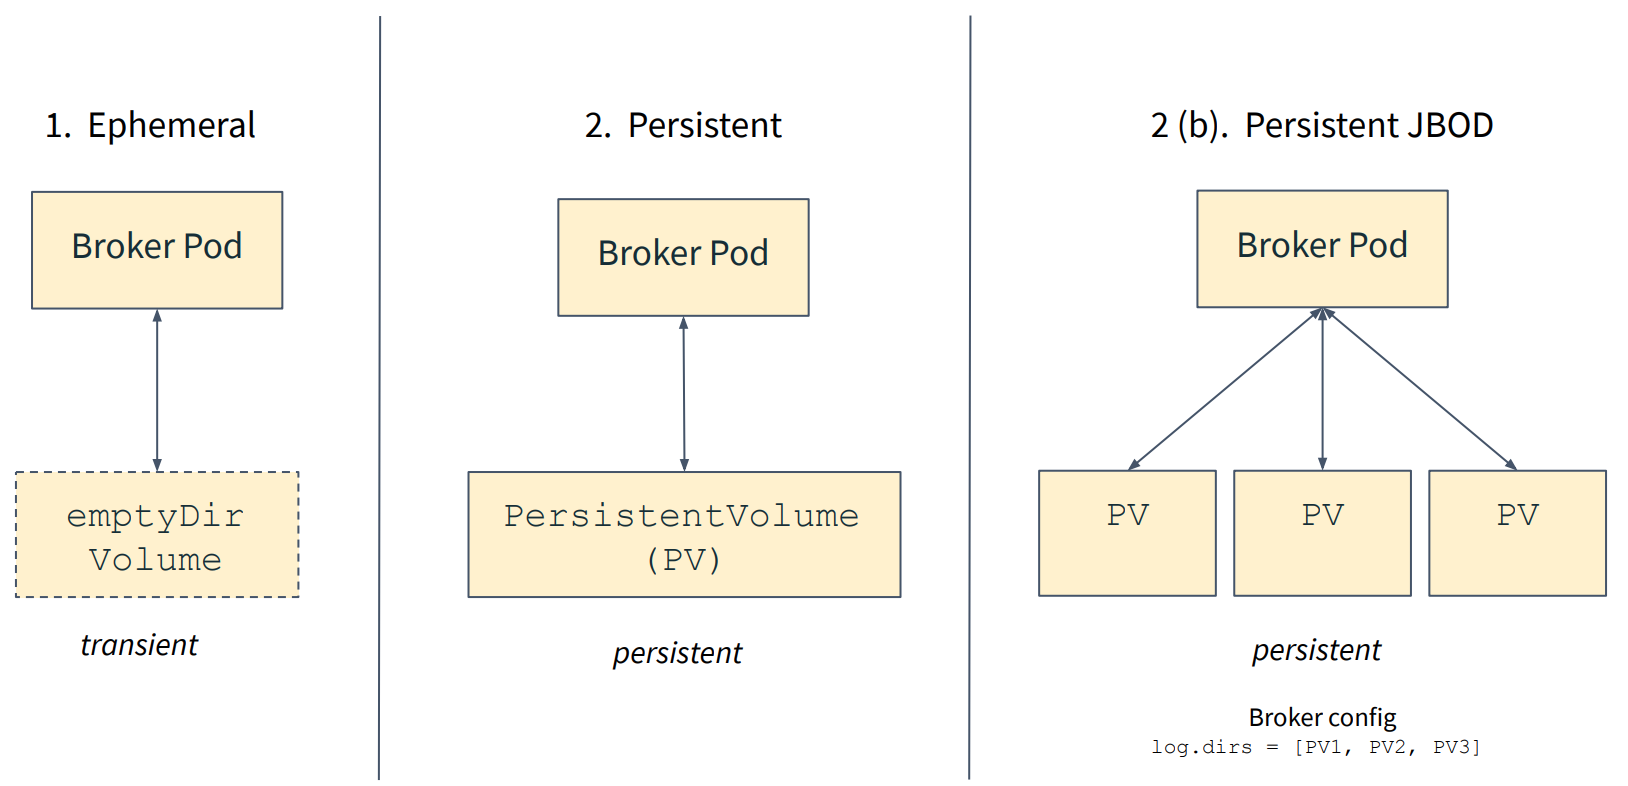 1. Ephemeral
Broker Pod
emptyDir
Volume
transient
2. Persistent
Broker Pod
PersistentVolume
(PV)
persistent
2 (b). Persistent JBOD
Broker Pod
PV
PV
PV
persistent
Broker config
log.dirs = [PV1, PV2, PV3]